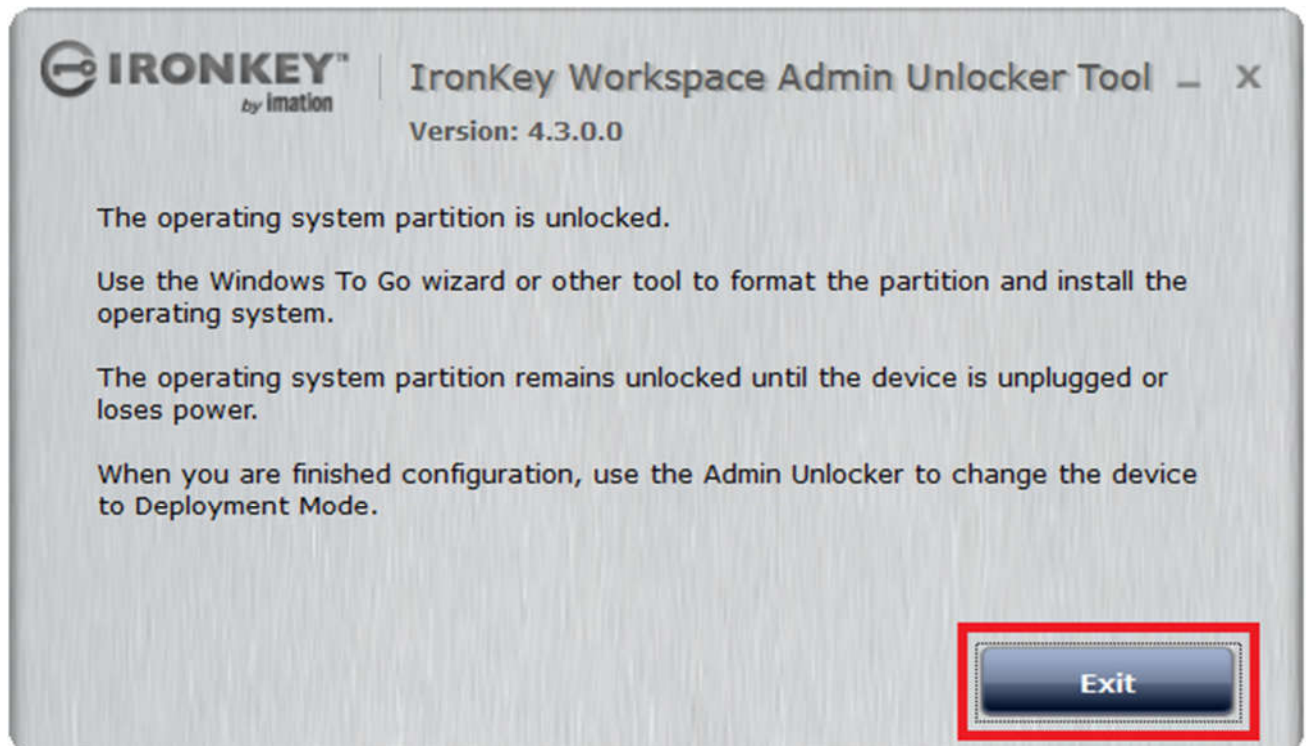 IRONKEY™
by imation
IronKey Workspace Admin Unlocker Tool
Version: 4.3.0.0
The operating system partition is unlocked.
Use the Windows To Go wizard or other tool to format the partition and install the
operating system.
The operating system partition remains unlocked until the device is unplugged or
loses power.
When you are finished configuration, use the Admin Unlocker to change the device
to Deployment Mode.
Exit